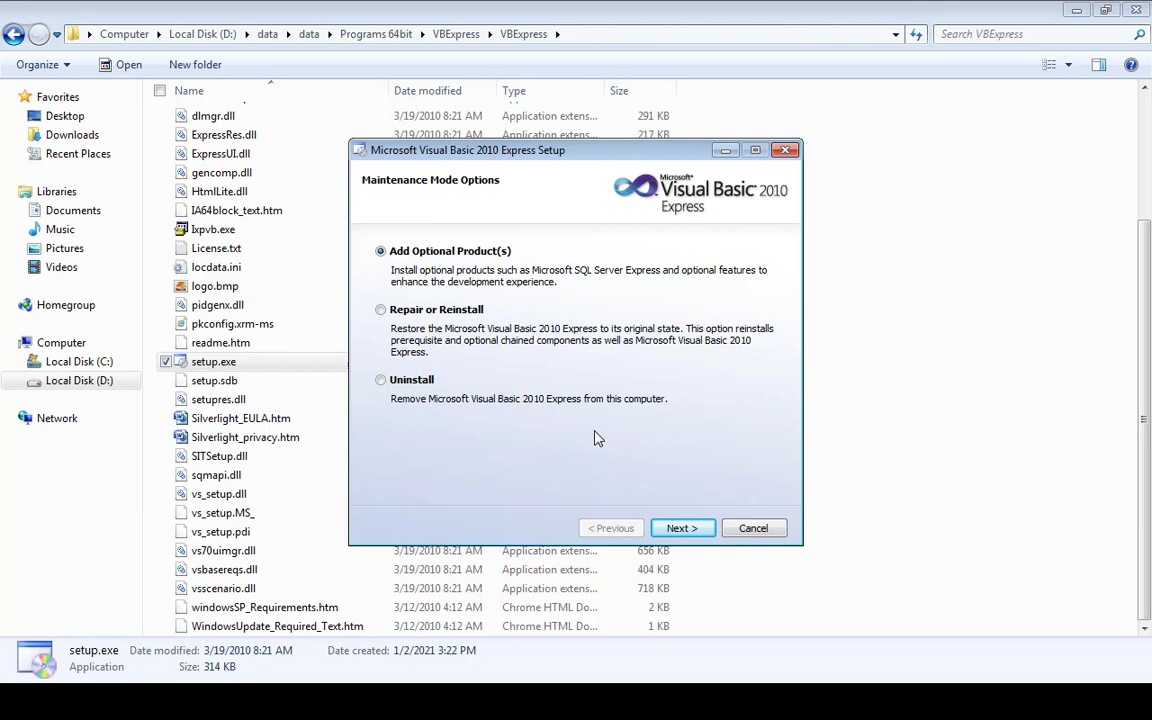 Computer
Local Disk (D:)
data
data
Programs 64bit
VBExpress
VBExpress
Search VBExpress
Organize
Open
New folder
Name
Date modified
Type
Size
Favorites
Desktop
Downloads
Recent Places
Libraries
Documents
Music
Pictures
Videos
Homegroup
Computer
Local Disk (C:)
Local Disk (D:)
Network
dlmgr.dll 3/19/2010 8:21 AM Application extens... 291 KB
ExpressRes.dll 3/19/2010 8:21 AM Application extens... 217 KB
ExpressUI.dll
gencomp.dll
HtmlLite.dll
IA64block_text.htm
Ixpvb.exe
License.txt
locdata.ini
logo.bmp
pidgenx.dll
pkconfig.xrm-ms
readme.htm
setup.exe
setup.sdb
setupres.dll
Silverlight_EULA.htm
Silverlight_privacy.htm
SITSetup.dll
sqmapi.dll
vs_setup.dll
vs_setup.MS_
vs_setup.pdi
vs70uimgr.dll 3/19/2010 8:21 AM Application extens... 656 KB
vsbasereqs.dll 3/19/2010 8:21 AM Application extens... 404 KB
vsscenario.dll 3/19/2010 8:21 AM Application extens... 718 KB
windowsSP_Requirements.htm 3/12/2010 4:12 AM Chrome HTML Do... 2 KB
WindowsUpdate_Required_Text.htm 3/12/2010 4:12 AM Chrome HTML Do... 1 KB
Microsoft Visual Basic 2010 Express Setup
Maintenance Mode Options
Microsoft
Visual Basic 2010
Express
Add Optional Product(s)
Install optional products such as Microsoft SQL Server Express and optional features to
enhance the development experience.
Repair or Reinstall
Restore the Microsoft Visual Basic 2010 Express to its original state. This option reinstalls
prerequisite and optional chained components as well as Microsoft Visual Basic 2010
Express.
Uninstall
Remove Microsoft Visual Basic 2010 Express from this computer.
< Previous
Next >
Cancel
setup.exe Date modified: 3/19/2010 8:21 AM Date created: 1/2/2021 3:22 PM
Application Size: 314 KB